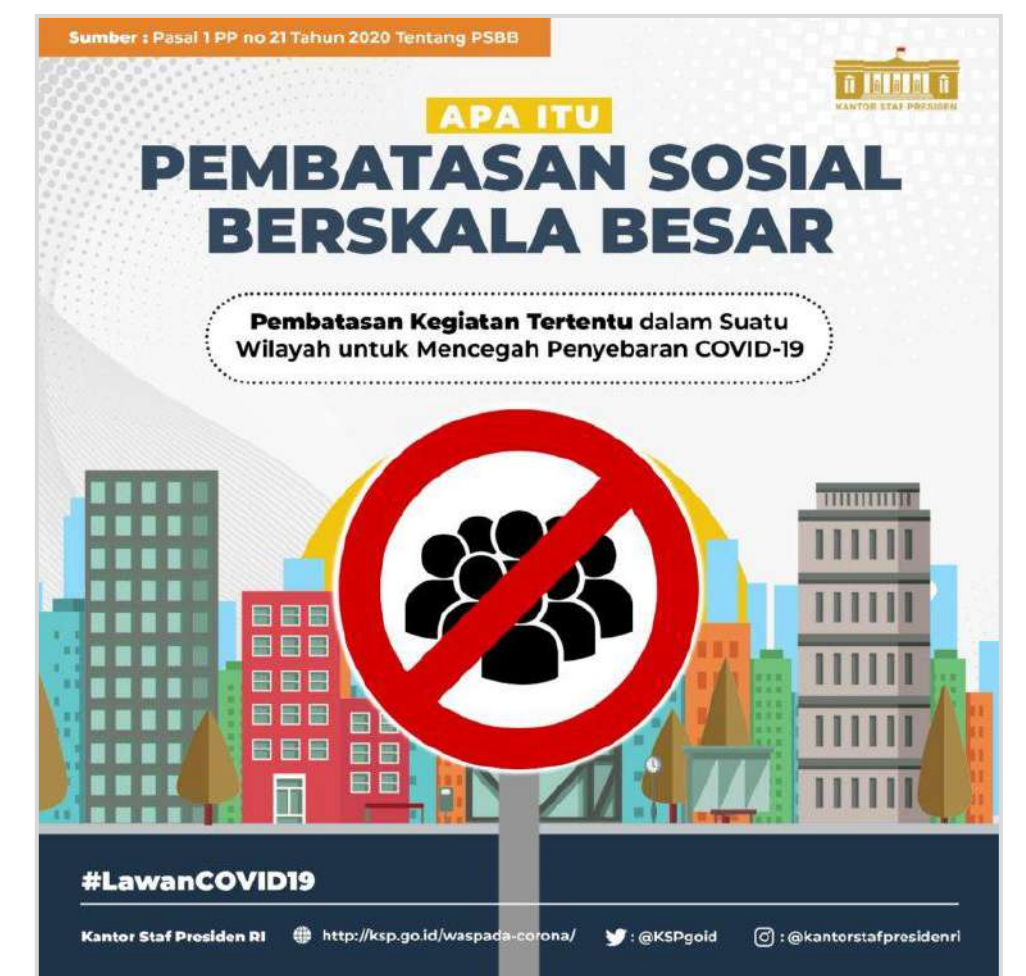 Sumber : Pasal 1 PP no 21 Tahun 2020 Tentang PSBB
KANTOR STAF PRESIDEN
APA ITU
PEMBATASAN SOSIAL
BERSKALA BESAR
Pembatasan Kegiatan Tertentu dalam Suatu
Wilayah untuk Mencegah Penyebaran COVID-19
#LawanCOVID19
Kantor Staf Presiden RI http://ksp.go.id/waspada-corona/ : @KSPgoid : @kantorstafpresidenri